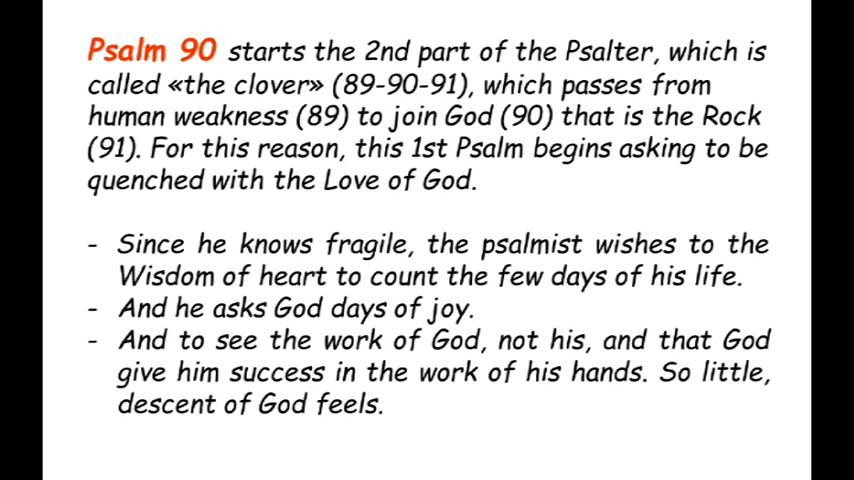 Psalm 90 starts the 2nd part of the Psalter, which is
called «the clover» (89-90-91), which passes from
human weakness (89) to join God (90) that is the Rock
(91). For this reason, this 1st Psalm begins asking to be
quenched with the Love of God.
- Since he knows fragile, the psalmist wishes to the
Wisdom of heart to count the few days of his life.
- And he asks God days of joy.
- And to see the work of God, not his, and that God
give him success in the work of his hands. So little,
descent of God feels.